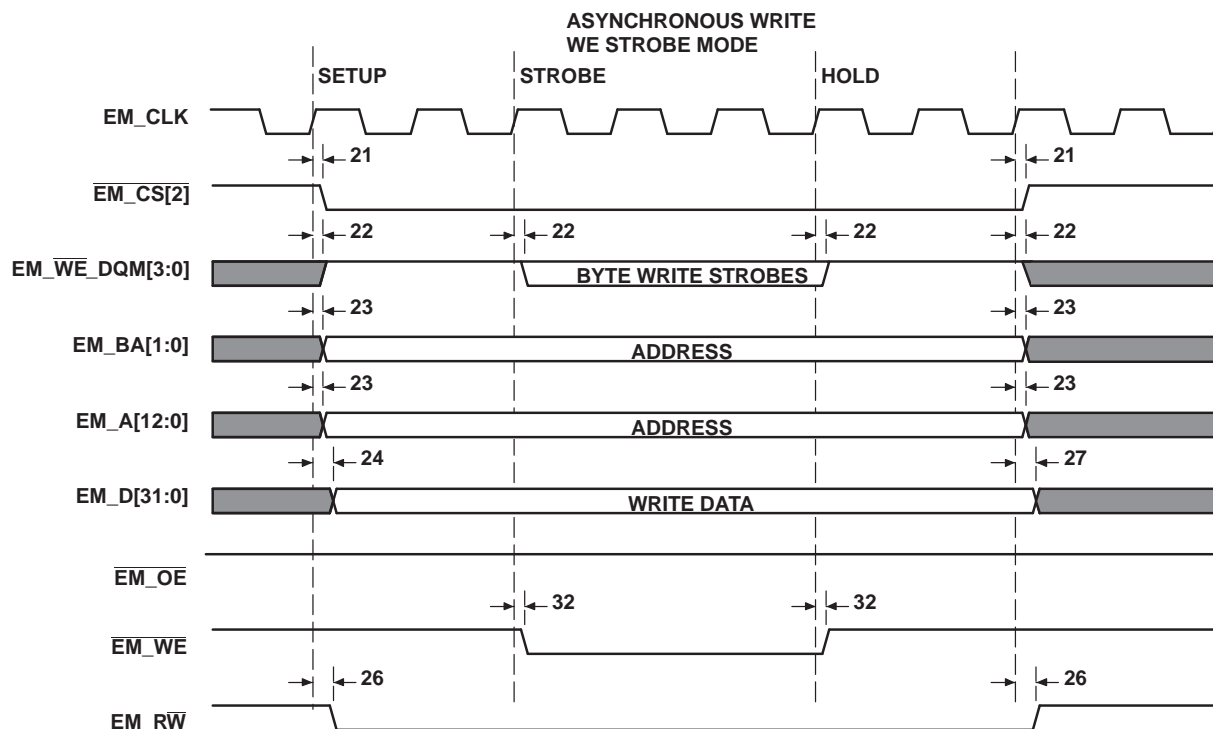 ASYNCHRONOUS WRITE
WE STROBE MODE
SETUP STROBE HOLD
EM_CLK
21 21
EM_CS[2]
22 22 22 22
EM_WE_DQM[3:0] BYTE WRITE STROBES
23 23
EM_BA[1:0] ADDRESS
23 23
EM_A[12:0] ADDRESS
24 27
EM_D[31:0] WRITE DATA
EM_OE
32 32
EM_WE
26 26
EM_RW